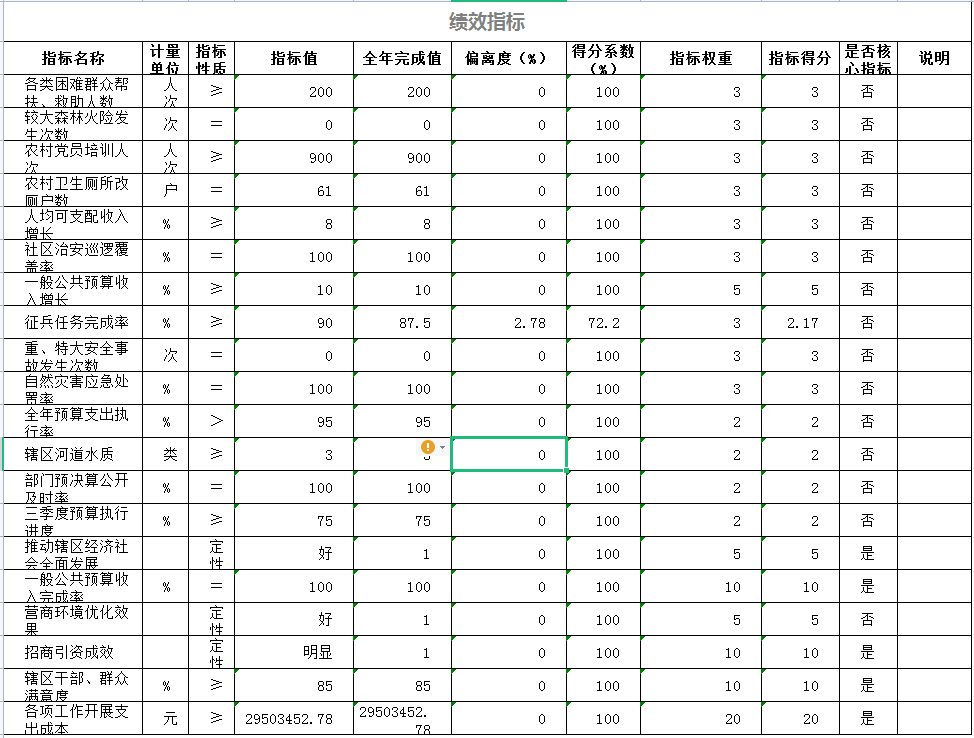 绩效指标
指标名称 计量单位 指标性质 指标值 全年完成值 偏离度（%） 得分系数（%） 指标权重 指标得分 是否核心指标 说明
各类困难群众帮扶、救助人数 人次 ≥ 200 200 0 100 3 3 否
较大森林火险发生次数 次 ＝ 0 0 0 100 3 3 否
农村党员培训人次 人次 ≥ 900 900 0 100 3 3 否
农村卫生厕所改厕户数 户 ＝ 61 61 0 100 3 3 否
人均可支配收入增长 % ≥ 8 8 0 100 3 3 否
社区治安巡逻覆盖率 % ＝ 100 100 0 100 3 3 否
一般公共预算收入增长 % ≥ 10 10 0 100 5 5 否
征兵任务完成率 % ≥ 90 87.5 2.78 72.2 3 2.17 否
重、特大安全事故发生次数 次 ＝ 0 0 0 100 3 3 否
自然灾害应急处置率 % ＝ 100 100 0 100 3 3 否
全年预算支出执行率 % ＞ 95 95 0 100 2 2 否
辖区河道水质 类 ≥ 3 0 100 2 2 否
部门预决算公开及时率 % ＝ 100 100 0 100 2 2 否
三季度预算执行进度 % ≥ 75 75 0 100 2 2 否
推动辖区经济社会全面发展 定性 好 1 0 100 5 5 是
一般公共预算收入完成率 % ＝ 100 100 0 100 10 10 是
营商环境优化效果 定性 好 1 0 100 5 5 否
招商引资成效 定性 明显 1 0 100 10 10 是
辖区干部、群众满意度 % ≥ 85 85 0 100 10 10 是
各项工作开展支出成本 元 ≥ 29503452.78 29503452.78 0 100 20 20 是